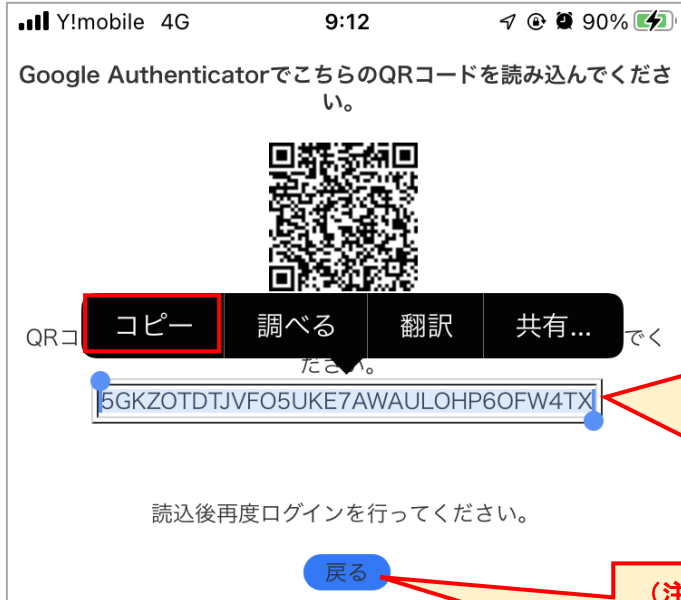 Y!mobile 4G 9:12 90%
Google AuthenticatorでこちらのQRコードを読み込んでくださ
い。
コピー 調べる 翻訳 共有...
QRコ でく
ださい。
5GKZOTDTJVFO5UKE7AWAULOHP6OFW4TX
読込後再度ログインを行ってください。
戻る
(注